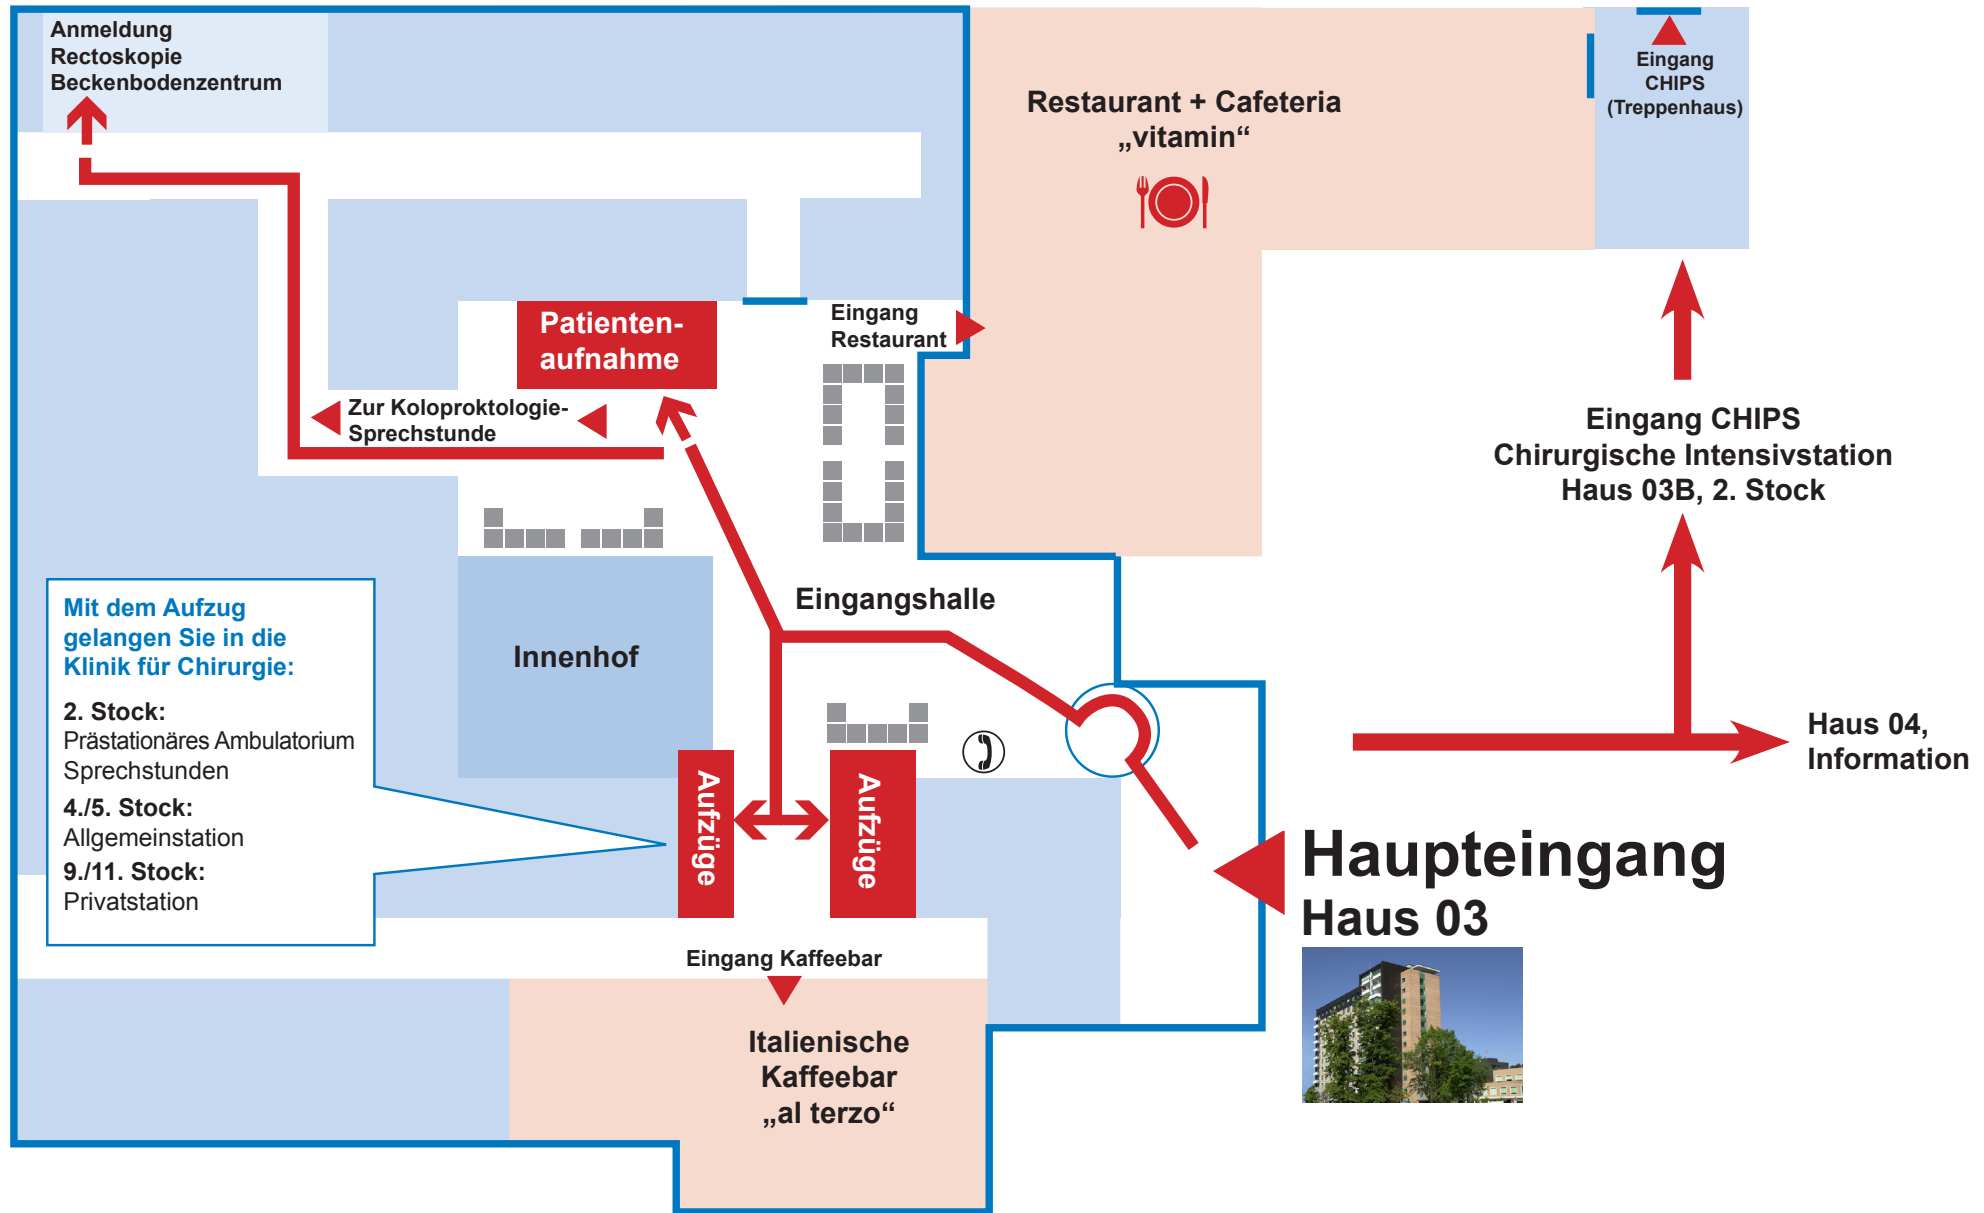 Anmeldung
Rectoskopie
Beckenbodenzentrum
Restaurant + Cafeteria
„vitamin“
Eingang
CHIPS
(Treppenhaus)
Patienten-
aufnahme
Eingang
Restaurant
Zur Koloproktologie-
Sprechstunde
Eingang CHIPS
Chirurgische Intensivstation
Haus 03B, 2. Stock
Eingangshalle
Innenhof
Mit dem Aufzug
gelangen Sie in die
Klinik für Chirurgie:
2. Stock:
Prästationäres Ambulatorium
Sprechstunden
4./5. Stock:
Allgemeinstation
9./11. Stock:
Privatstation
Aufzüge
Aufzüge
Haus 04,
Information
Haupteingang
Haus 03
Eingang Kaffeebar
Italienische
Kaffeebar
„al terzo“